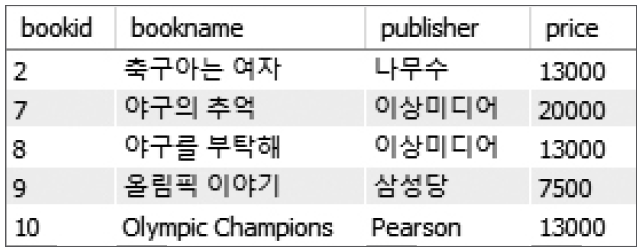 bookid bookname publisher price
2 축구아는 여자 나무수 13000
7 야구의 추억 이상미디어 20000
8 야구를 부탁해 이상미디어 13000
9 올림픽 이야기 삼성당 7500
10 Olympic Champions Pearson 13000